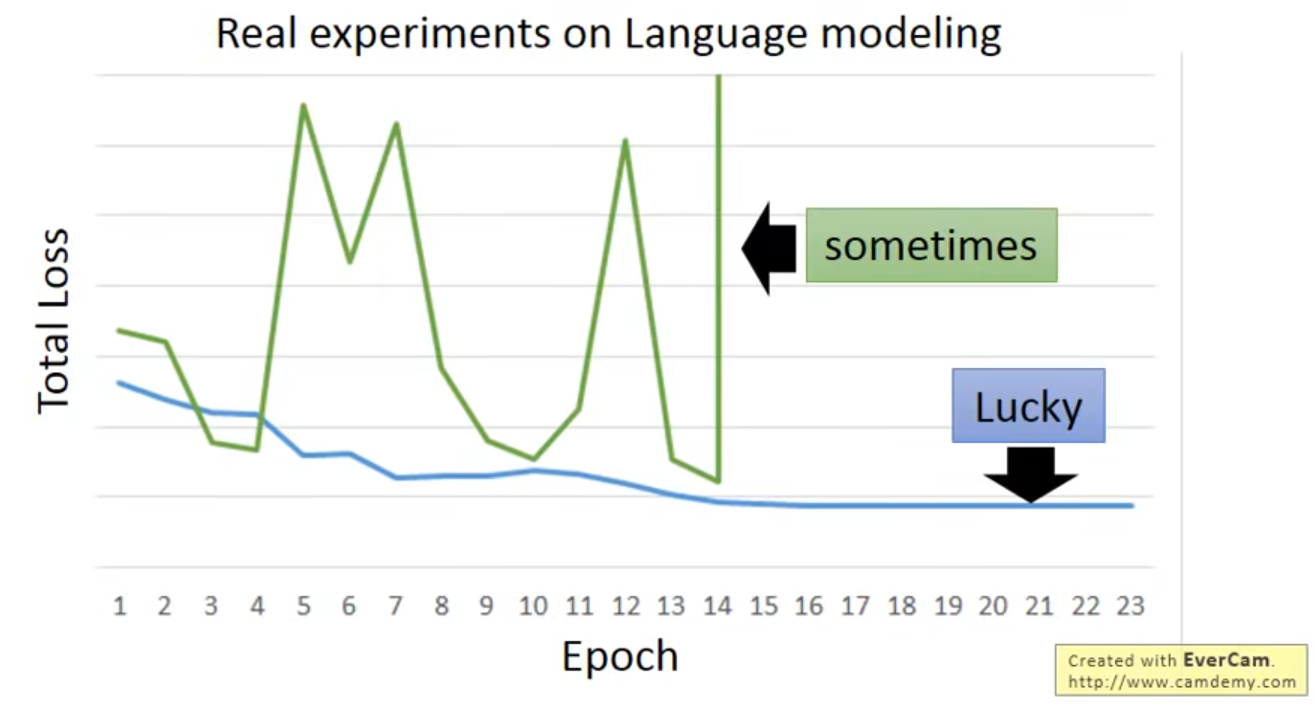 Real experiments on Language modeling
Total Loss
sometimes
Lucky
1 2 3 4 5 6 7 8 9 10 11 12 13 14 15 16 17 18 19 20 21 22 23
Epoch
Created with EverCam.
http://www.camdemy.com